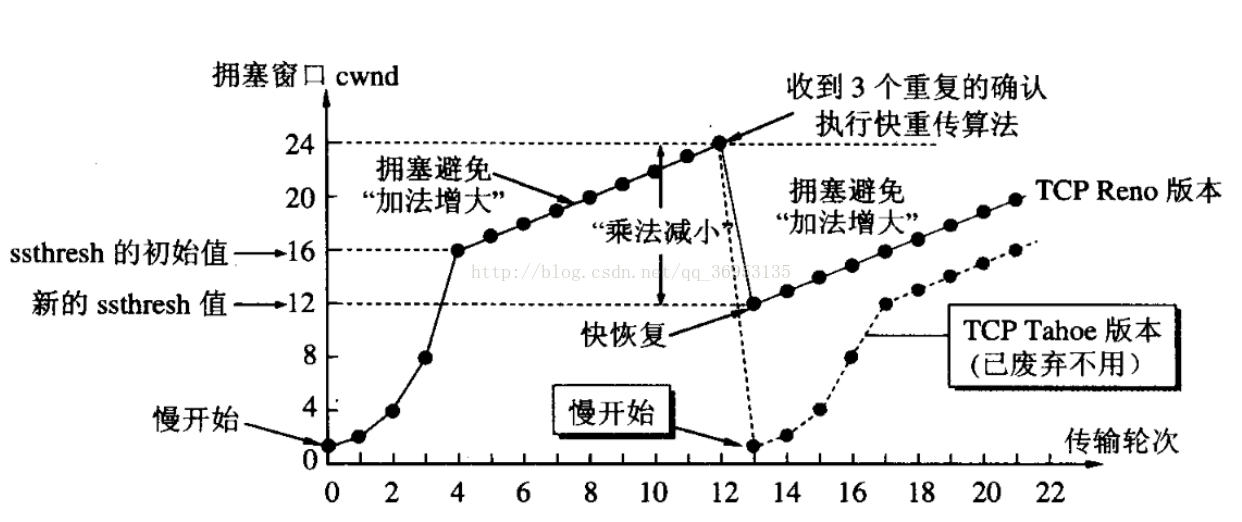 拥塞窗口 cwnd
收到 3 个重复的确认
执行快重传算法
24
拥塞避免
“加法增大”
拥塞避免
“加法增大”
TCP Reno 版本
20
“乘法减小”
ssthresh 的初始值
16
http://blog.csdn.net/qq_36953135
新的 ssthresh 值
12
快恢复
TCP Tahoe 版本
(已废弃不用）
8
慢开始
4
慢开始
传输轮次
0
0 2 4 6 8 10 12 14 16 18 20 22